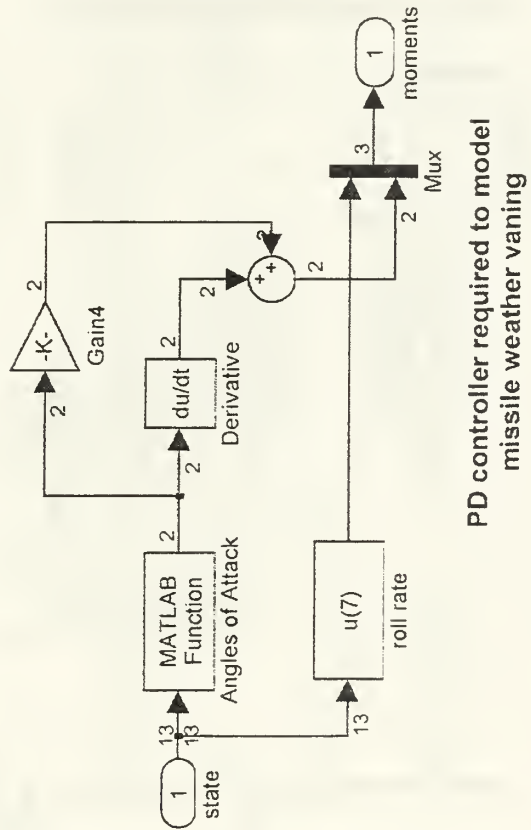 1
state
13
13
MATLAB
Function
Angles of Attack
2
2
-K-
Gain4
2
2
du/dt
Derivative
2
2
+
+
2
13
u(7)
roll rate
2
Mux
3
1
moments
PD controller required to model
missile weather vaning